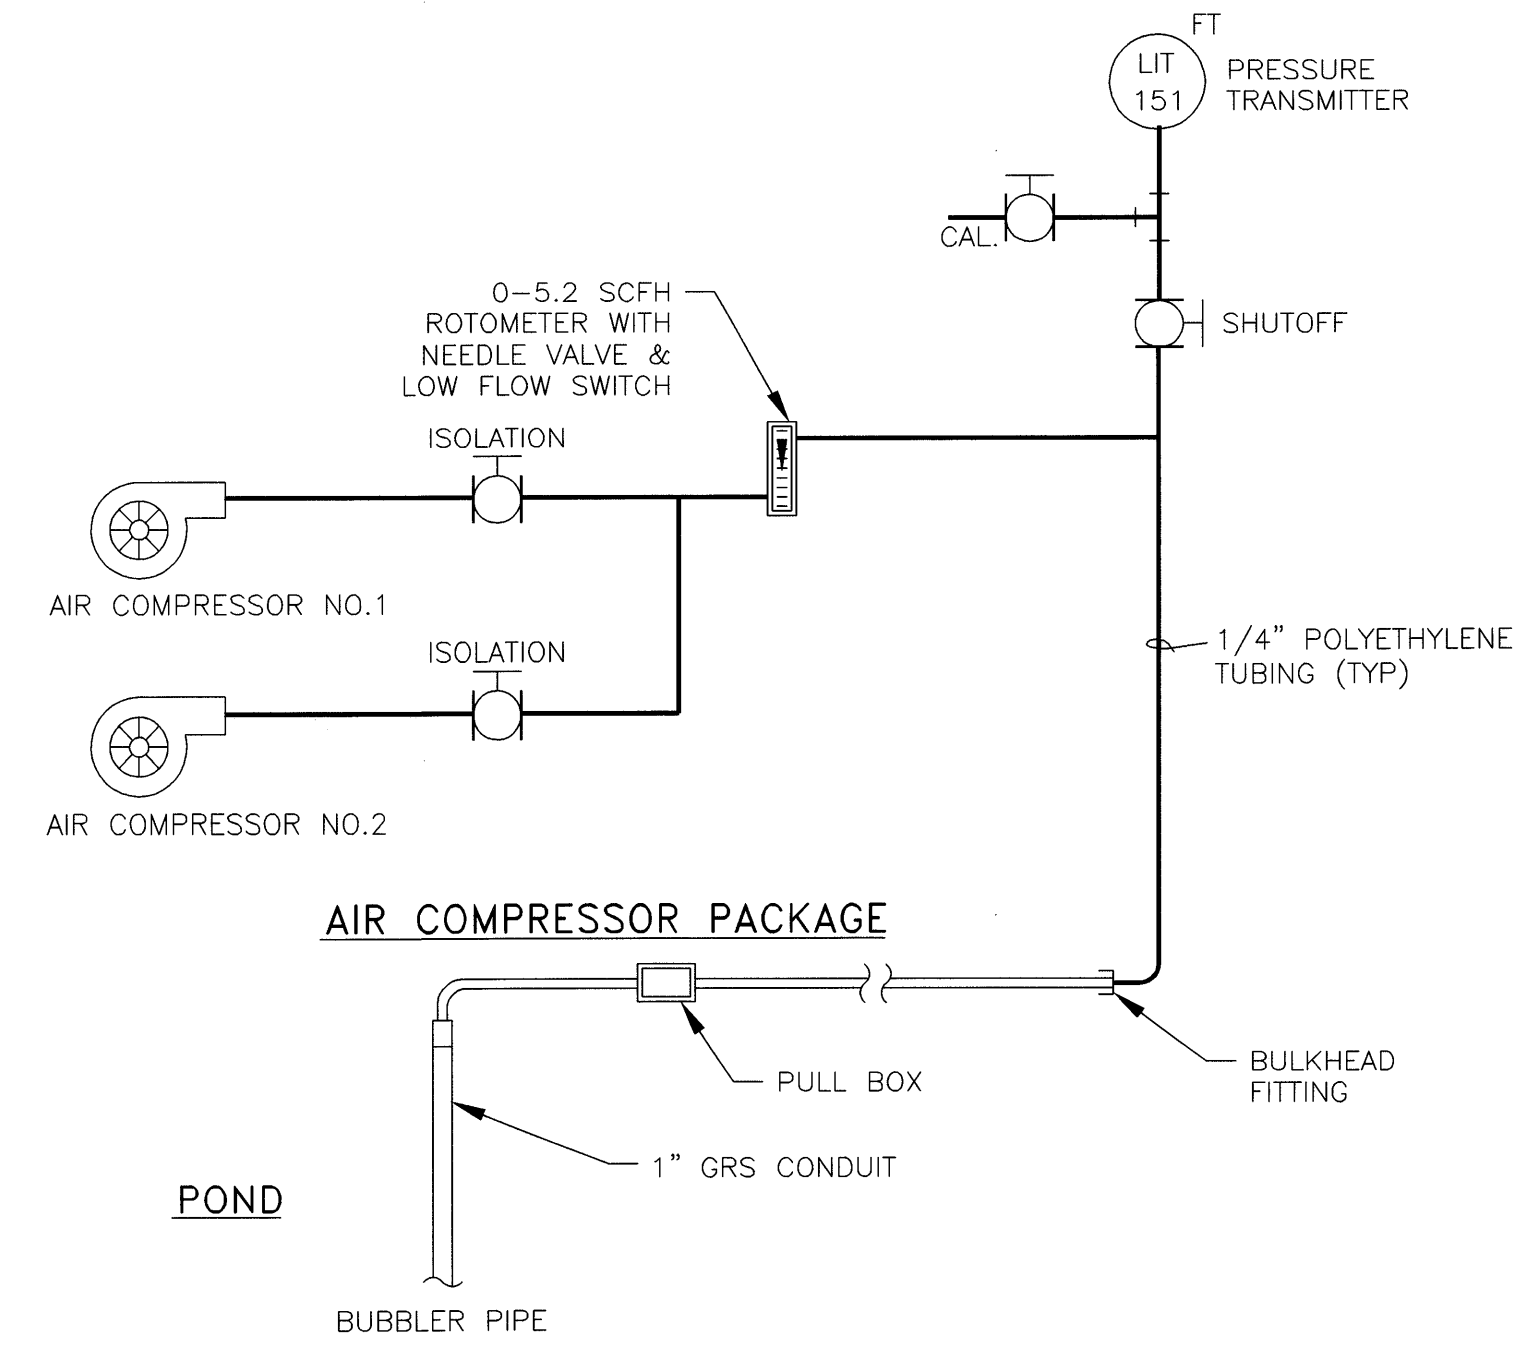 FT
LIT
151
PRESSURE
TRANSMITTER
CAL.
0-5.2 SCFH
ROTOMETER WITH
NEEDLE VALVE &
LOW FLOW SWITCH
SHUTOFF
ISOLATION
AIR COMPRESSOR NO.1
ISOLATION
1/4" POLYETHYLENE
TUBING (TYP)
AIR COMPRESSOR NO.2
AIR COMPRESSOR PACKAGE
BULKHEAD
FITTING
PULL BOX
1" GRS CONDUIT
POND
BUBBLER PIPE